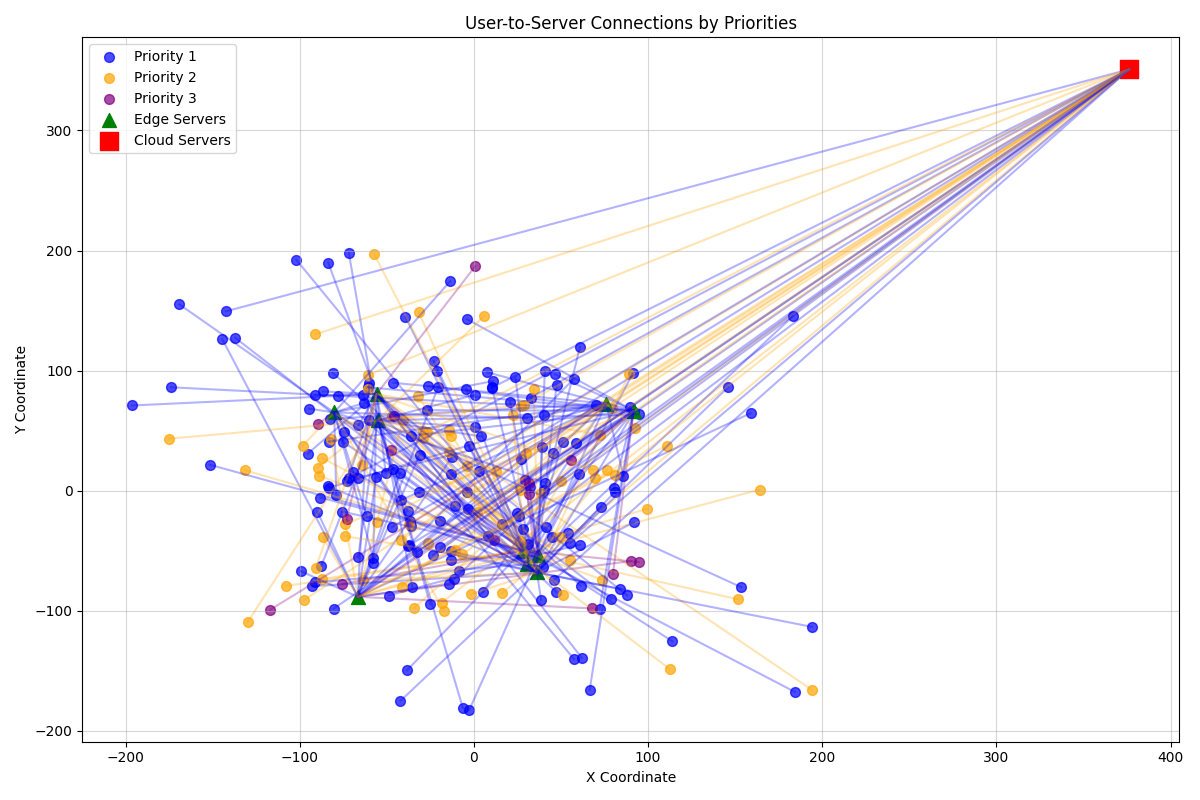 User-to-Server Connections by Priorities
Priority 1
Priority 2
Priority 3
Edge Servers
Cloud Servers
Y Coordinate
300
200
100
0
−100
−200
−200
−100
0
100
200
300
400
X Coordinate